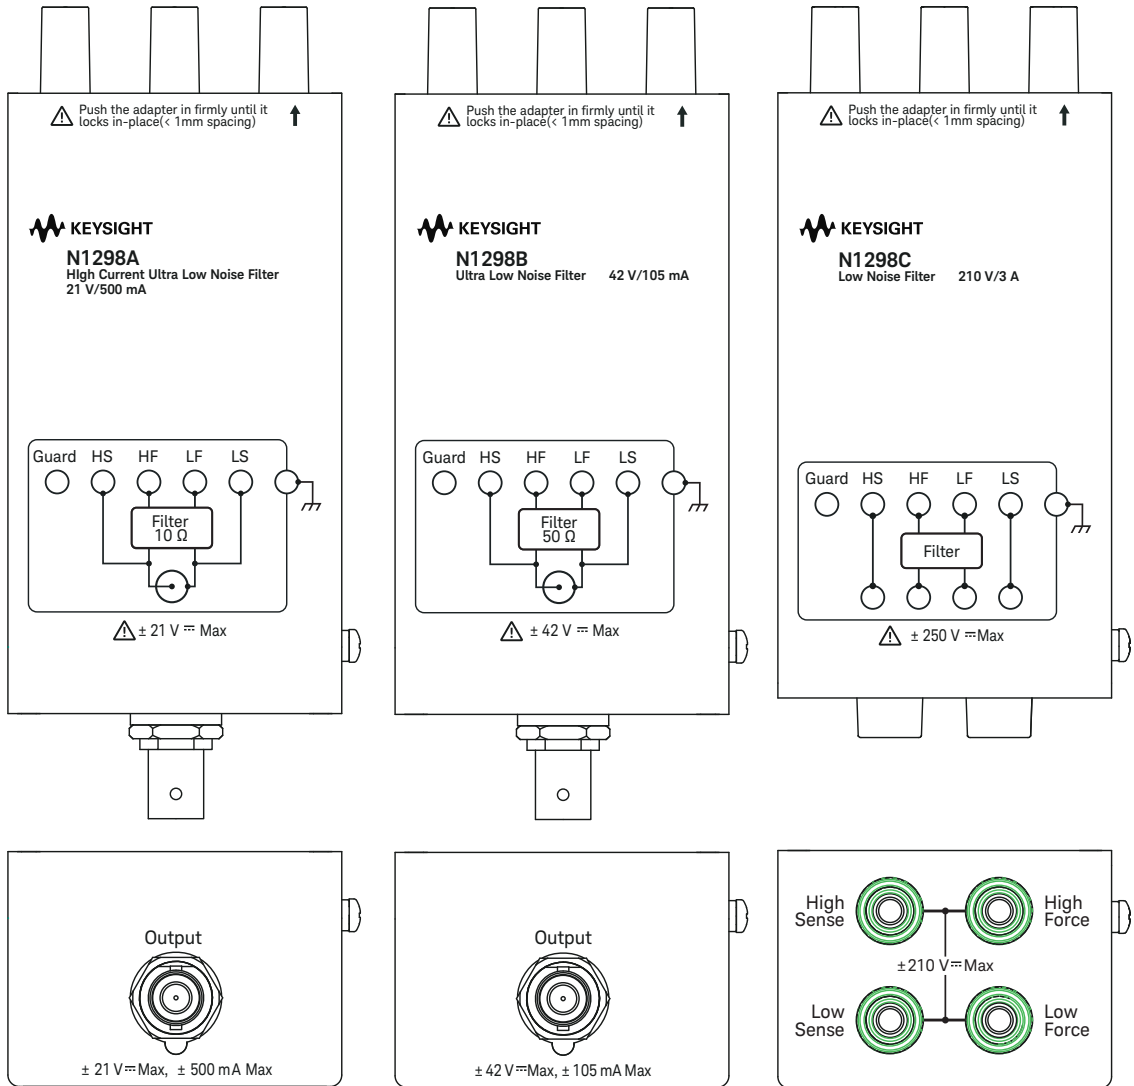 Push the adapter in firmly until it
locks in-place(< 1mm spacing)
KEYSIGHT
N1298A
HIgh Current Ultra Low Noise Filter
21 V/500 mA
Guard HS HF LF LS
Filter
10 Ω
± 21 V ⎓ Max
Output
± 21 V⎓Max, ± 500 mA Max
Push the adapter in firmly until it
locks in-place(< 1mm spacing)
KEYSIGHT
N1298B
Ultra Low Noise Filter 42 V/105 mA
Guard HS HF LF LS
Filter
50 Ω
± 42 V ⎓ Max
Output
± 42 V⎓Max, ± 105 mA Max
Push the adapter in firmly until it
locks in-place(< 1mm spacing)
KEYSIGHT
N1298C
Low Noise Filter 210 V/3 A
Guard HS HF LF LS
Filter
± 250 V ⎓Max
High
Sense
High
Force
±210 V⎓Max
Low
Sense
Low
Force